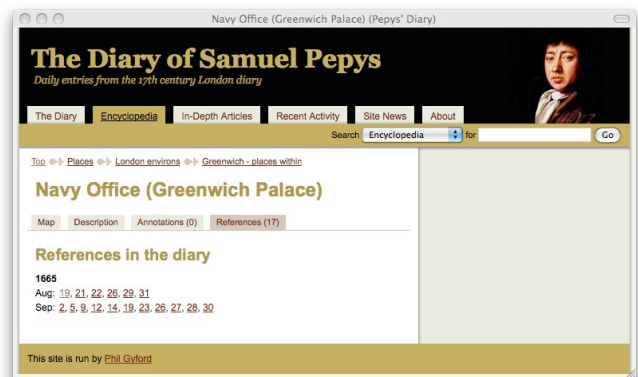 Navy Office (Greenwich Palace) (Pepys' Diary)
The Diary of Samuel Pepys
Daily entries from the 17th century London diary
The Diary Encyclopedia In-Depth Articles Recent Activity Site News About
Search Encyclopedia for Go
Top Places London environs Greenwich - places within
Navy Office (Greenwich Palace)
Map Description Annotations (0) References (17)
References in the diary
1665
Aug: 19, 21, 22, 26, 29, 31
Sep: 2, 5, 9, 12, 14, 19, 23, 26, 27, 28, 30
This site is run by Phil Gyford